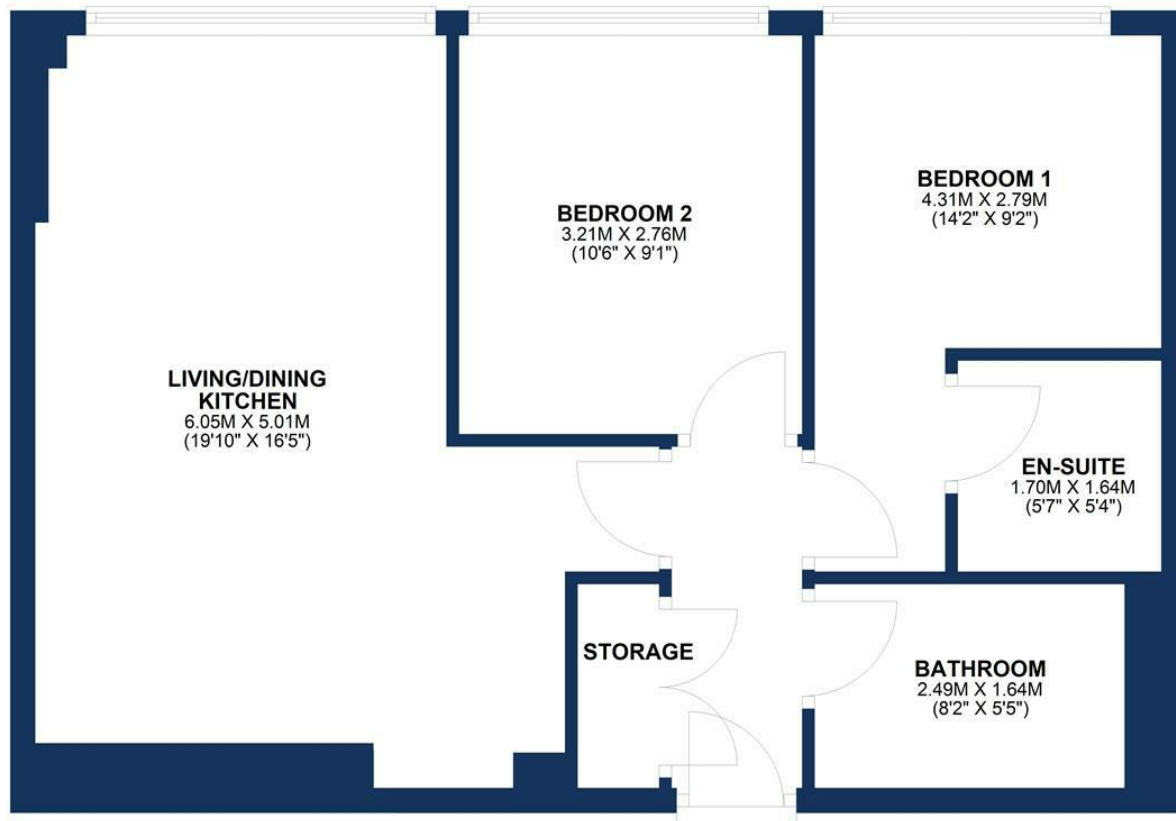 BEDROOM 1
4.31M X 2.79M
(14'2" X 9'2")
BEDROOM 2
3.21M X 2.76M
(10'6" X 9'1")
LIVING/DINING
KITCHEN
6.05M X 5.01M
(19'10" X 16'5")
EN-SUITE
1.70M X 1.64M
(5'7" X 5'4")
STORAGE
BATHROOM
2.49M X 1.64M
(8'2" X 5'5")